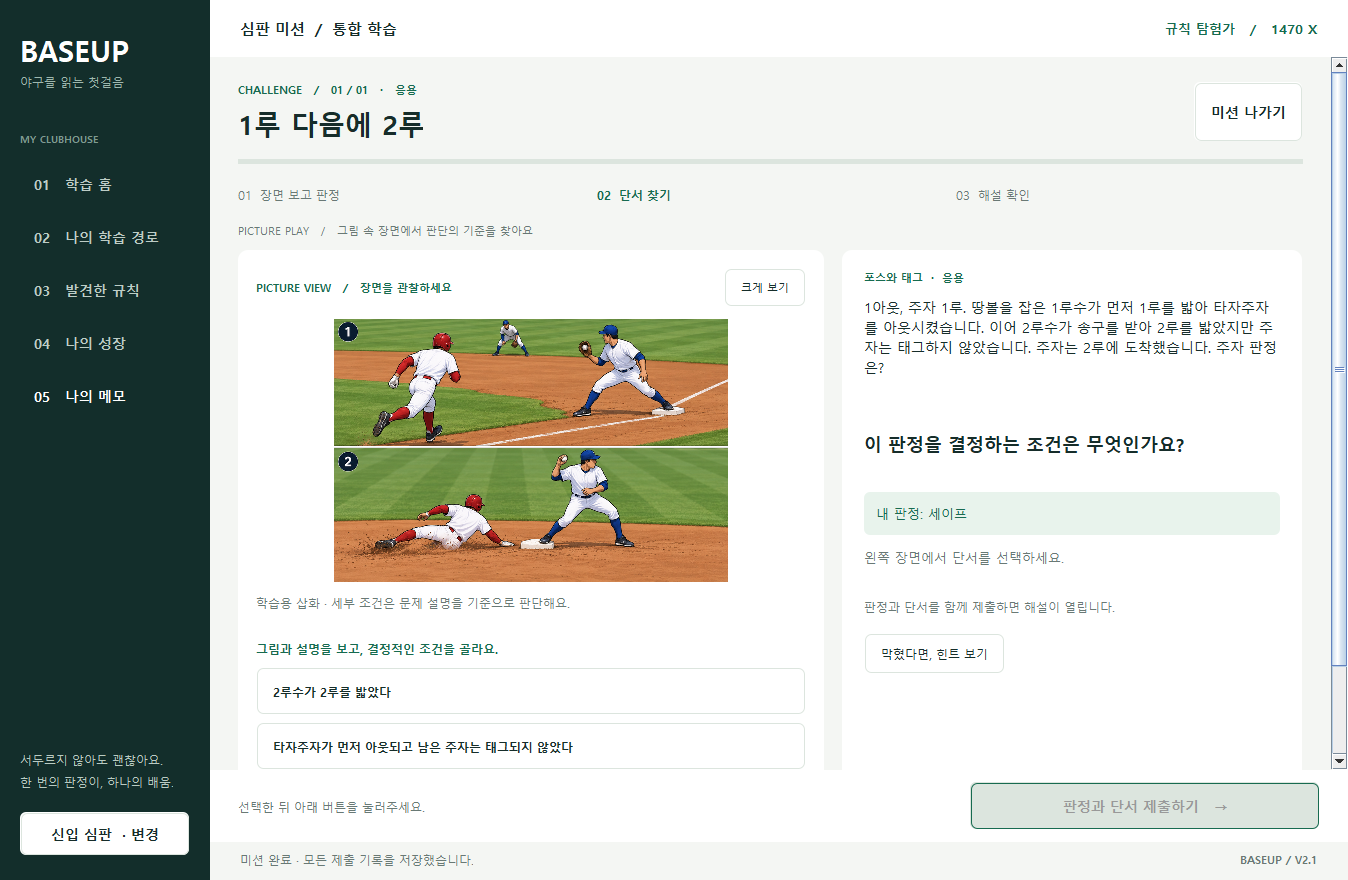 BASEUP
야구를 읽는 첫걸음
MY CLUBHOUSE
01 학습 홈
02 나의 학습 경로
03 발견한 규칙
04 나의 성장
05 나의 메모
서두르지 않아도 괜찮아요.
한 번의 판정이, 하나의 배움.
신입 심판 · 변경
심판 미션 / 통합 학습
규칙 탐험가 / 1470 X
CHALLENGE / 01 / 01 · 응용
1루 다음에 2루
미션 나가기
01 장면 보고 판정
02 단서 찾기
03 해설 확인
PICTURE PLAY / 그림 속 장면에서 판단의 기준을 찾아요
PICTURE VIEW / 장면을 관찰하세요
크게 보기
1
2
학습용 삽화 · 세부 조건은 문제 설명을 기준으로 판단해요.
그림과 설명을 보고, 결정적인 조건을 골라요.
2루수가 2루를 밟았다
타자주자가 먼저 아웃되고 남은 주자는 태그되지 않았다
포스와 태그 · 응용
1아웃, 주자 1루. 땅볼을 잡은 1루수가 먼저 1루를 밟아 타자주자
를 아웃시켰습니다. 이어 2루수가 송구를 받아 2루를 밟았지만 주
자는 태그하지 않았습니다. 주자는 2루에 도착했습니다. 주자 판정
은?
이 판정을 결정하는 조건은 무엇인가요?
내 판정: 세이프
왼쪽 장면에서 단서를 선택하세요.
판정과 단서를 함께 제출하면 해설이 열립니다.
막혔다면, 힌트 보기
선택한 뒤 아래 버튼을 눌러주세요.
판정과 단서 제출하기 →
미션 완료 · 모든 제출 기록을 저장했습니다.
BASEUP / V2.1